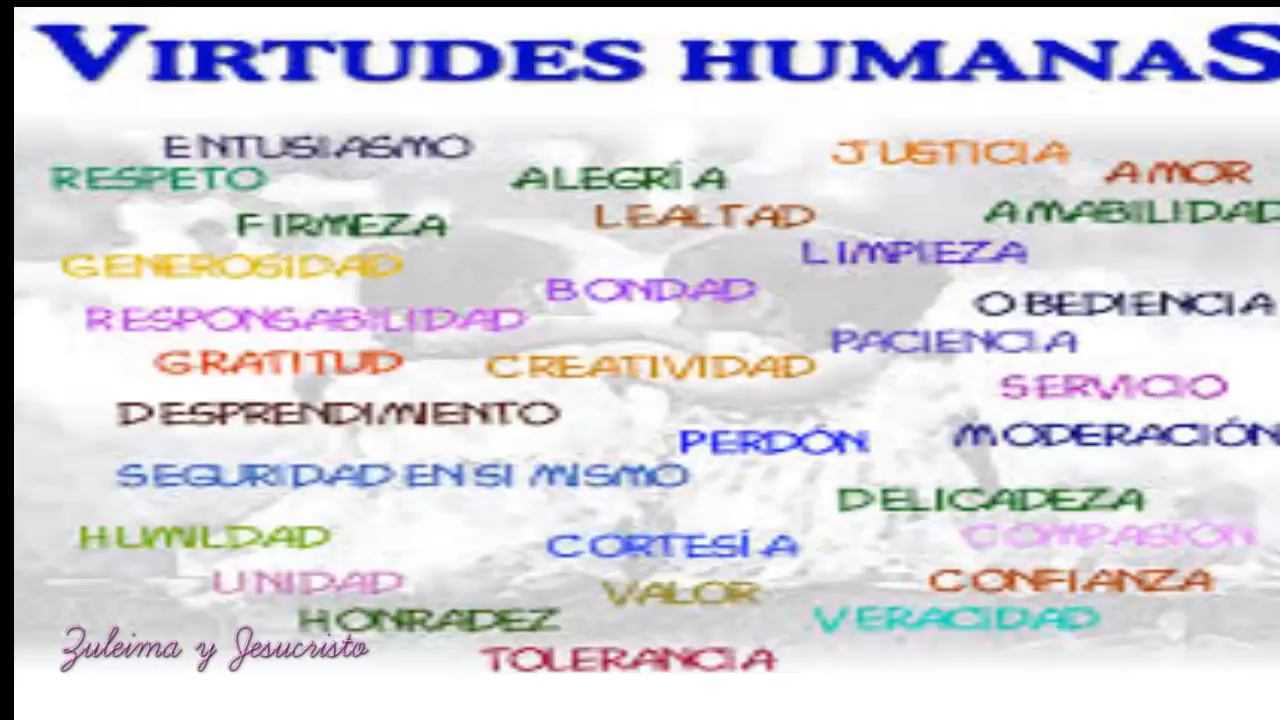 VIRTUDES HUMANAS
ENTUSIASMO
JUSTICIA
RESPETO
ALEGRÍA
AMOR
FIRMEZA
LEALTAD
AMABILIDAD
GENEROSIDAD
LIMPIEZA
BONDAD
OBEDIENCIA
RESPONSABILIDAD
PACIENCIA
GRATITUD
CREATIVIDAD
SERVICIO
DESPRENDIMIENTO
PERDÓN
MODERACIÓN
SEGURIDAD EN SI MISMO
DELICADEZA
HUMILDAD
CORTESÍA
COMPASIÓN
UNIDAD
VALOR
CONFIANZA
HONRADEZ
VERACIDAD
Zuleima y Jesucristo
TOLERANCIA